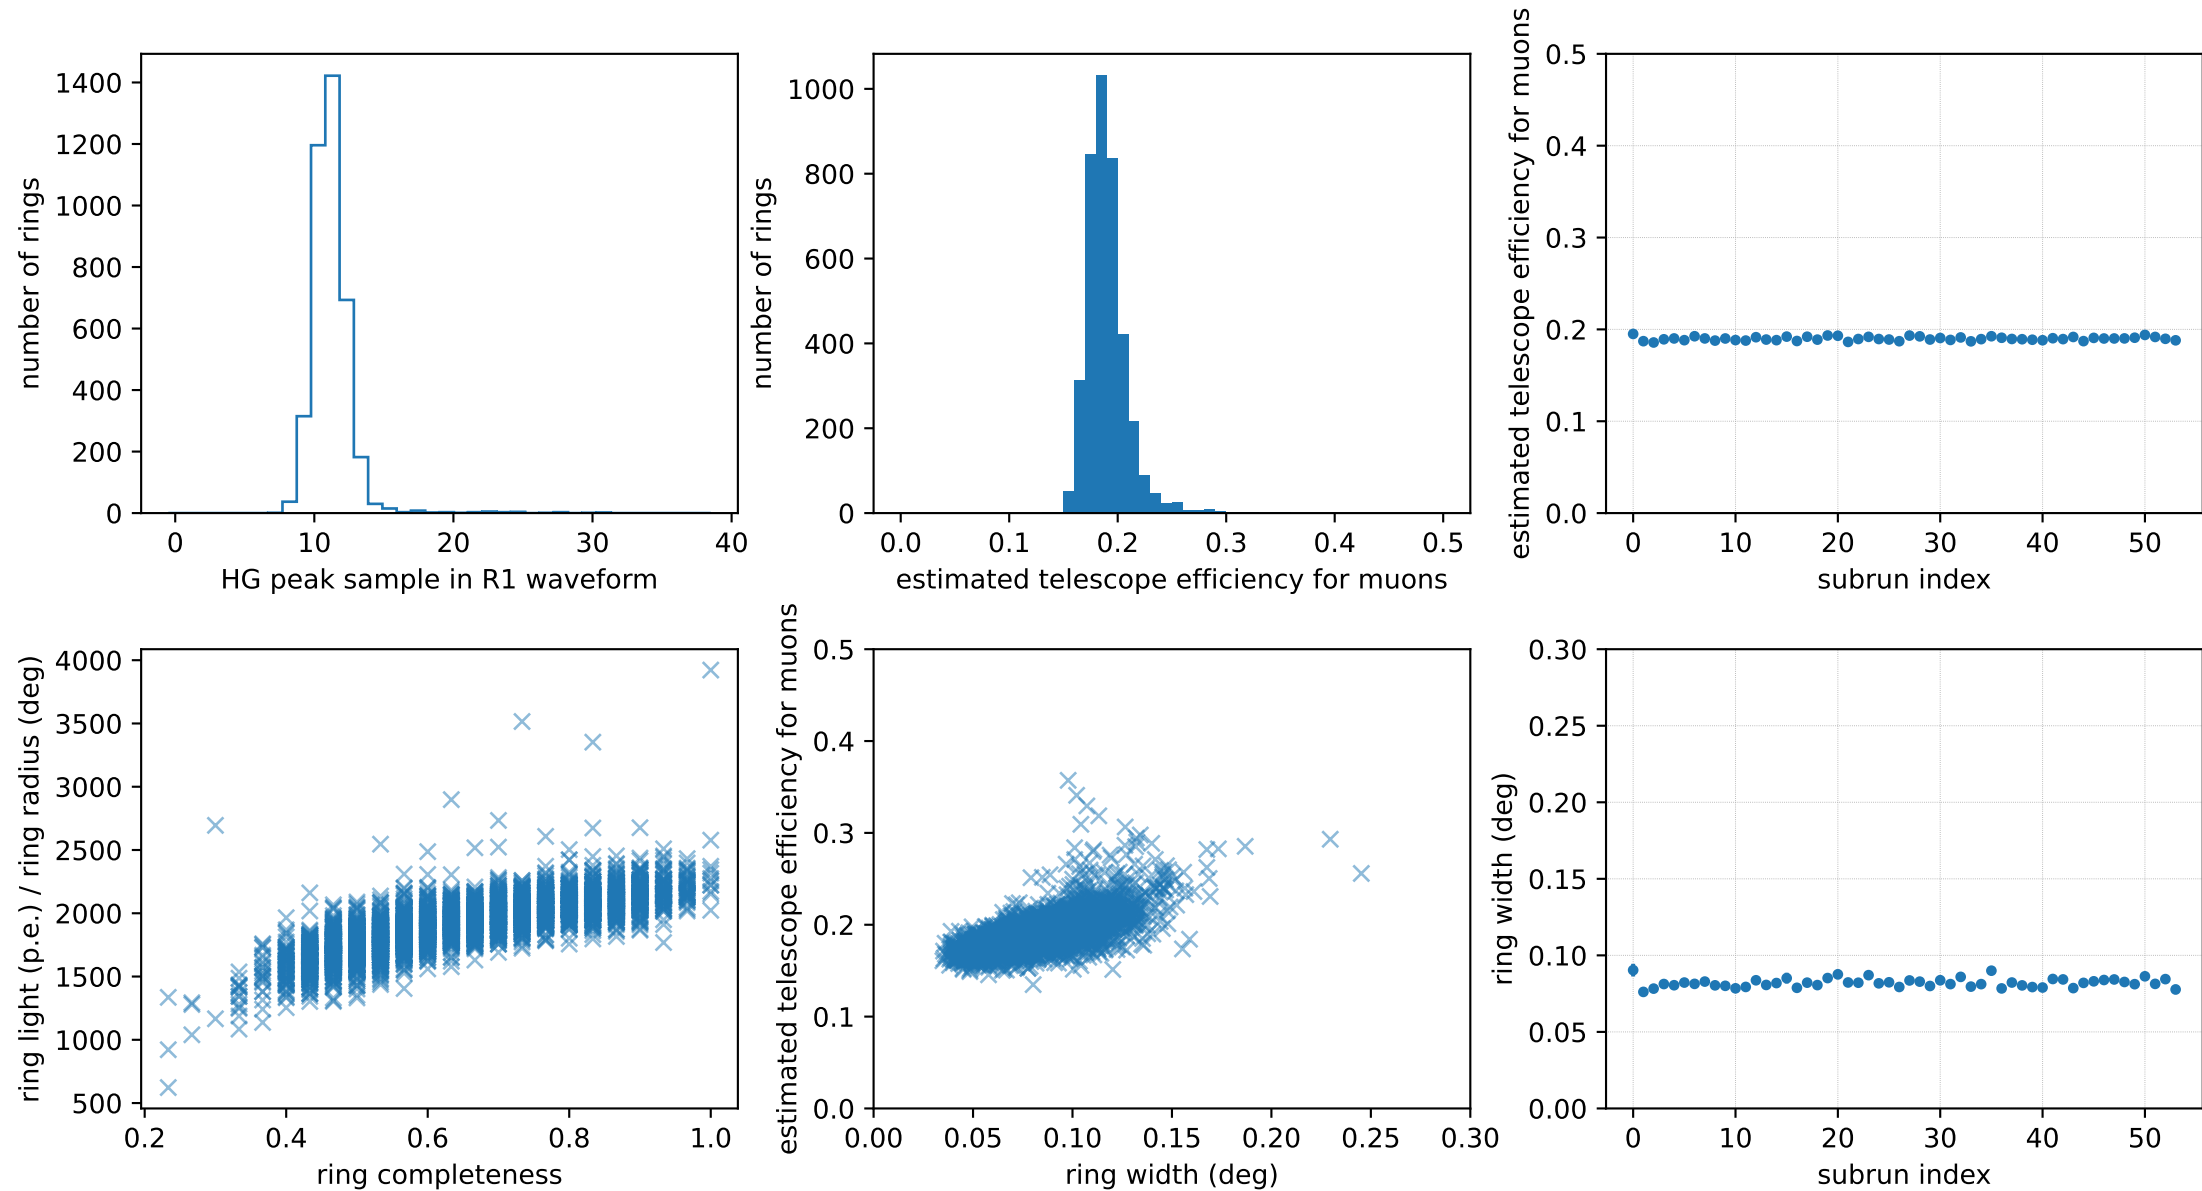 number of rings
1400
1200
1000
800
600
400
200
0
0 10 20 30 40
HG peak sample in R1 waveform
number of rings
1000
800
600
400
200
0
0.0 0.1 0.2 0.3 0.4 0.5
estimated telescope efficiency for muons
estimated telescope efficiency for muons
0.5
0.4
0.3
0.2
0.1
0.0
0 10 20 30 40 50
subrun index
ring light (p.e.) / ring radius (deg)
4000
3500
3000
2500
2000
1500
1000
500
0.2 0.4 0.6 0.8 1.0
ring completeness
estimated telescope efficiency for muons
0.5
0.4
0.3
0.2
0.1
0.0
0.00 0.05 0.10 0.15 0.20 0.25 0.30
ring width (deg)
ring width (deg)
0.30
0.25
0.20
0.15
0.10
0.05
0.00
0 10 20 30 40 50
subrun index